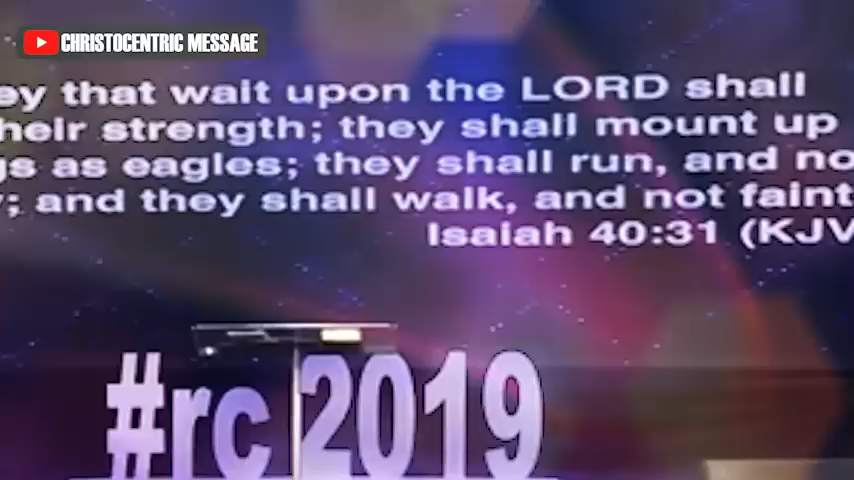 CHRISTOCENTRIC MESSAGE
ey that wait upon the LORD shall
heir strength; they shall mount up
gs as eagles; they shall run, and no
; and they shall walk, and not faint
Isaiah 40:31 (KJV
#rc 2019